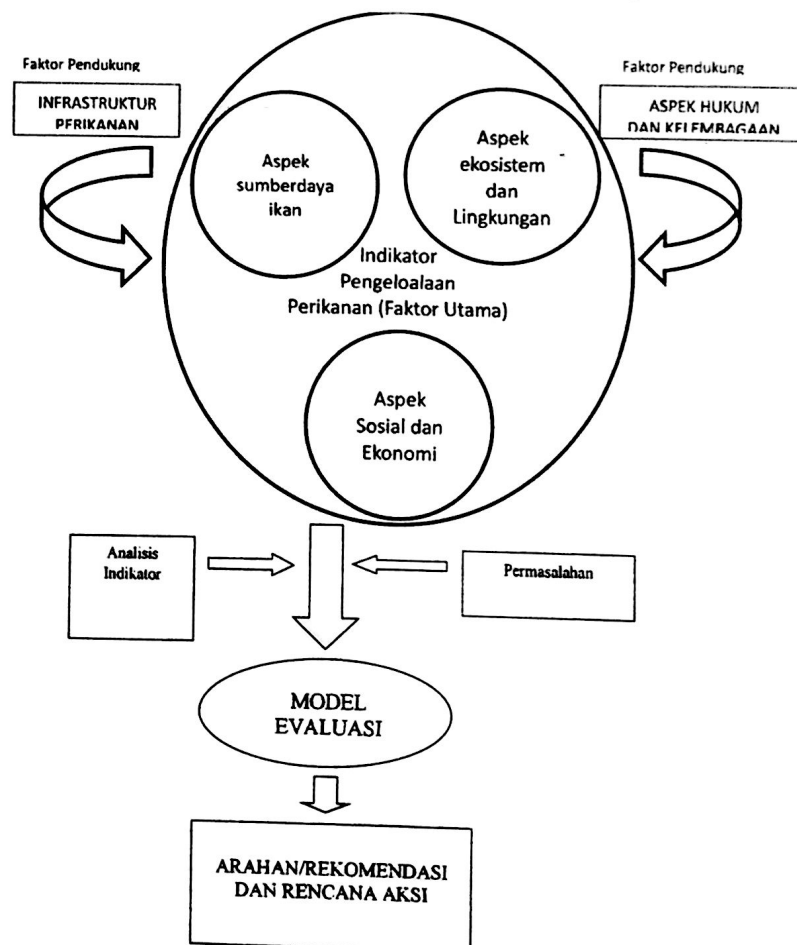 Faktor Pendukung
INFRASTRUKTUR
PERIKANAN
Faktor Pendukung
ASPEK HUKUM
DAN KELEMBAGAAN
Aspek
sumberdaya
ikan
Aspek
ekosistem
dan
Lingkungan
Indikator
Pengeloalaan
Perikanan (Faktor Utama)
Aspek
Sosial dan
Ekonomi
Analisis
Indikator
Permasalahan
MODEL
EVALUASI
ARAHAN/REKOMENDASI
DAN RENCANA AKSI